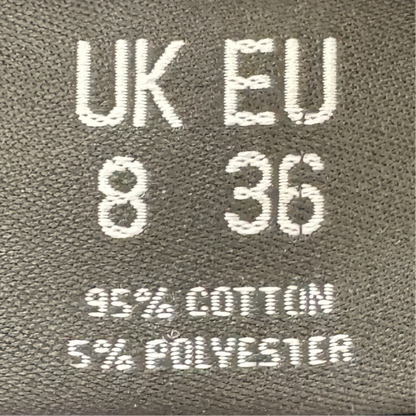 UK EU
8 36
95% COTTON
5% POLYESTER